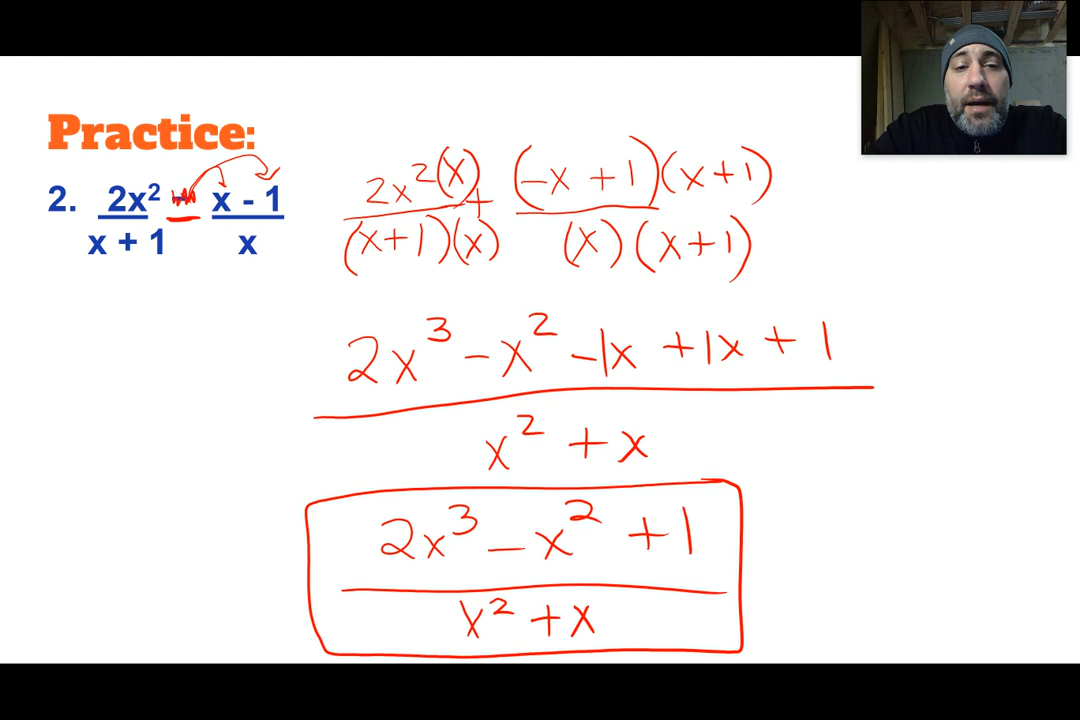 Practice:
2. 2x² - x - 1
x + 1 x
2x²(x) + (-x + 1)(x + 1)
(x+1)(x) (x)(x+1)
2x³ - x² - 1x + 1x + 1
x² + x
2x³ - x² + 1
x² + x